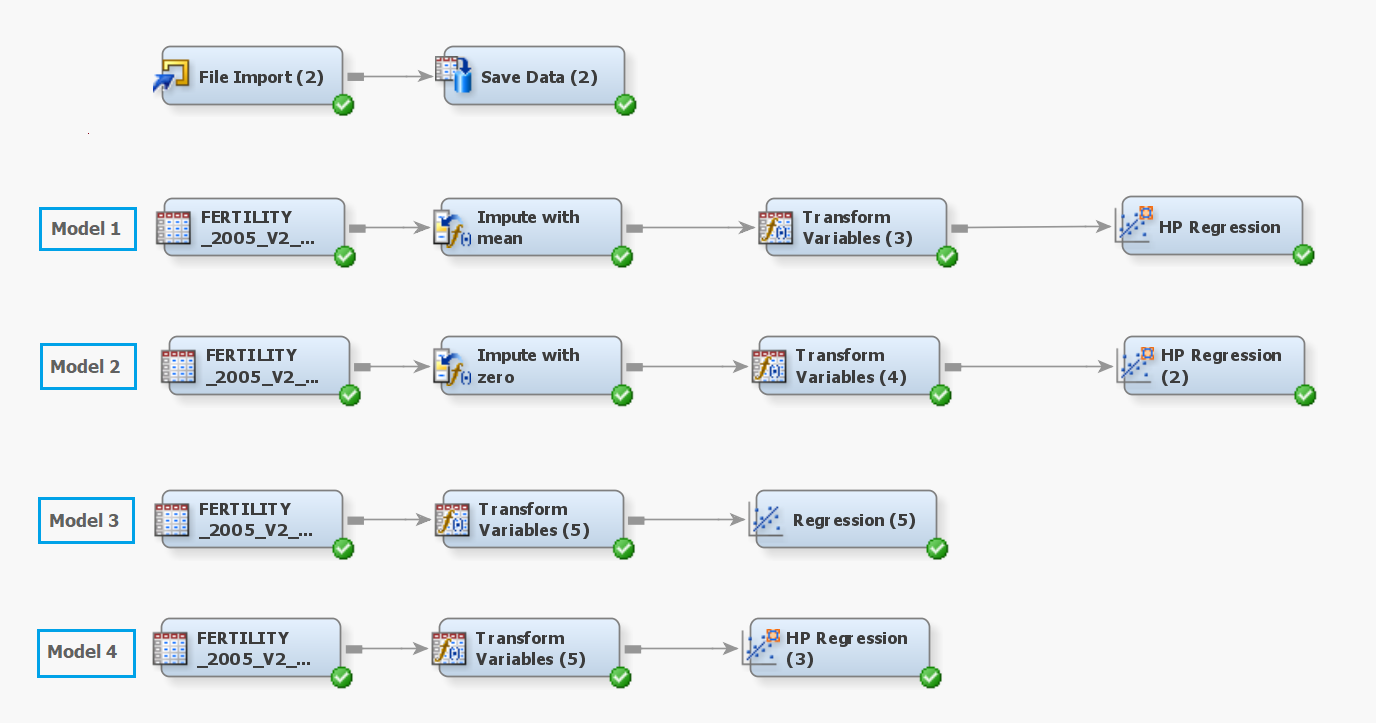 File Import (2)
Save Data (2)
Model 1
FERTILITY
_2005_V2_...
Impute with
mean
Transform
Variables (3)
HP Regression
Model 2
FERTILITY
_2005_V2_...
Impute with
zero
Transform
Variables (4)
HP Regression
(2)
Model 3
FERTILITY
_2005_V2_...
Transform
Variables (5)
Regression (5)
Model 4
FERTILITY
_2005_V2_...
Transform
Variables (5)
HP Regression
(3)